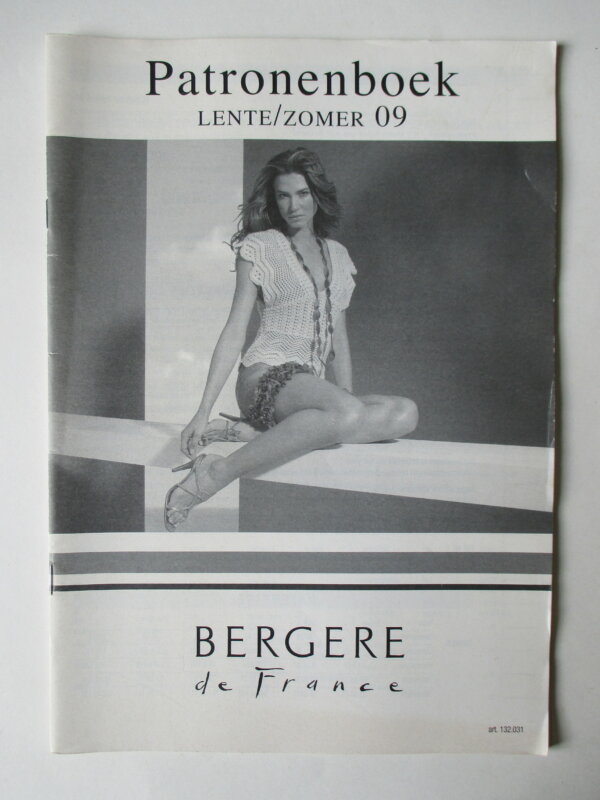 Patronenboek
LENTE/ZOMER 09
BERGERE
de France
art. 132.031